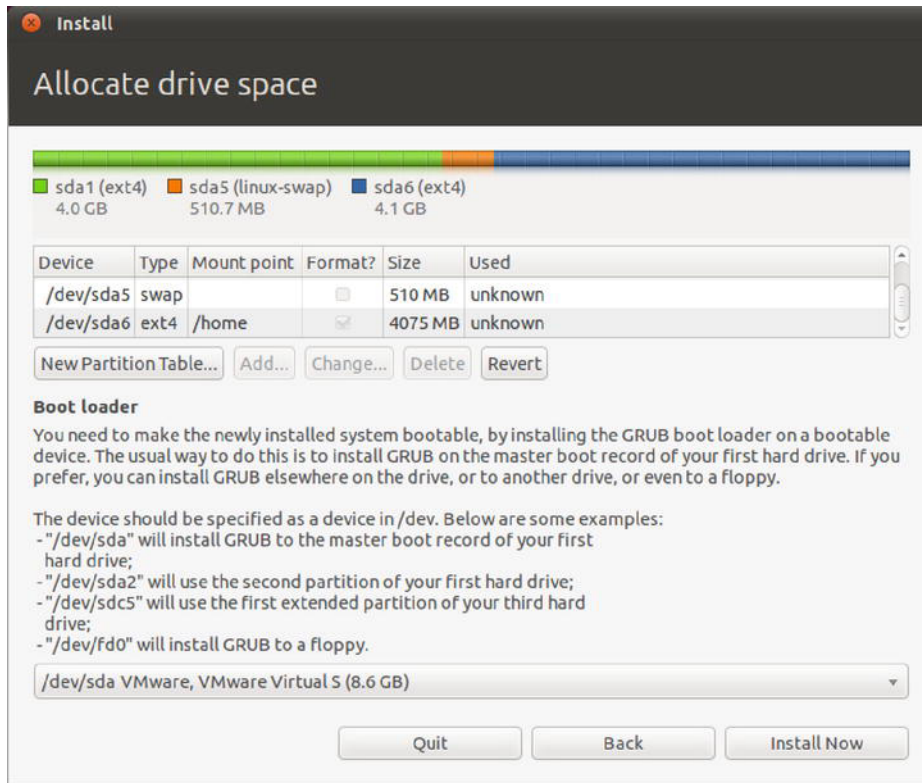 Install
Allocate drive space
sda1 (ext4) sda5 (linux-swap) sda6 (ext4)
4.0 GB 510.7 MB 4.1 GB
Device Type Mount point Format? Size Used
/dev/sda5 swap 510 MB unknown
/dev/sda6 ext4 /home 4075 MB unknown
New Partition Table... Add... Change... Delete Revert
Boot loader
You need to make the newly installed system bootable, by installing the GRUB boot loader on a bootable
device. The usual way to do this is to install GRUB on the master boot record of your first hard drive. If you
prefer, you can install GRUB elsewhere on the drive, or to another drive, or even to a floppy.
The device should be specified as a device in /dev. Below are some examples:
- "/dev/sda" will install GRUB to the master boot record of your first
hard drive;
- "/dev/sda2" will use the second partition of your first hard drive;
- "/dev/sdc5" will use the first extended partition of your third hard
drive;
- "/dev/fd0" will install GRUB to a floppy.
/dev/sda VMware, VMware Virtual S (8.6 GB)
Quit Back Install Now